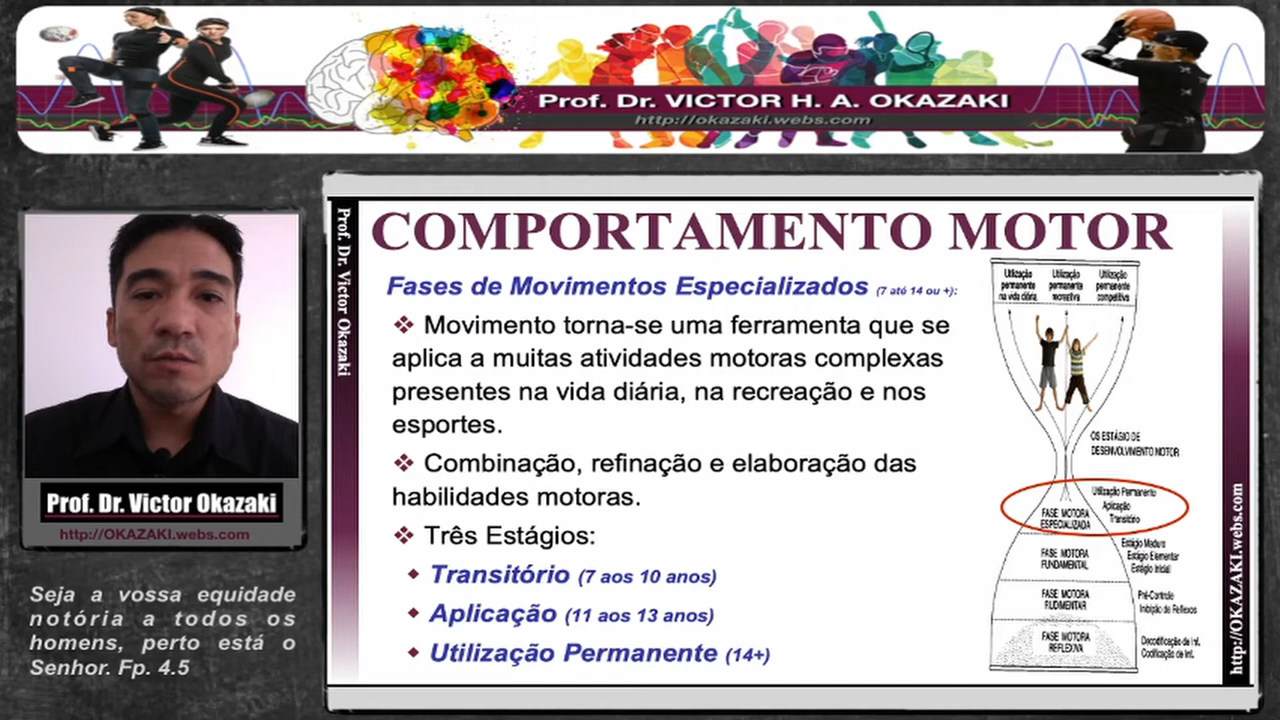 Prof. Dr. VICTOR H. A. OKAZAKI
http://okazaki.webs.com
Prof. Dr. Victor Okazaki
http://OKAZAKI.webs.com
Seja a vossa equidade
notória a todos os
homens, perto está o
Senhor. Fp. 4.5
Prof. Dr. Victor Okazaki
COMPORTAMENTO MOTOR
Fases de Movimentos Especializados (7 até 14 ou +):
❖ Movimento torna-se uma ferramenta que se
aplica a muitas atividades motoras complexas
presentes na vida diária, na recreação e nos
esportes.
❖ Combinação, refinação e elaboração das
habilidades motoras.
❖ Três Estágios:
◆ Transitório (7 aos 10 anos)
◆ Aplicação (11 aos 13 anos)
◆ Utilização Permanente (14+)
Utilização
permanente
na vida diária
Utilização
permanente
recreativa
Utilização
permanente
competitiva
OS ESTÁGIO DE
DESENVOLVIMENTO MOTOR
Utilização Permanente
Aplicação
Transitório
FASE MOTORA
ESPECIALIZADA
Estágio Maduro
Estágio Elementar
Estágio Inicial
FASE MOTORA
FUNDAMENTAL
Pré-Controle
Inibição de Reflexos
FASE MOTORA
RUDIMENTAR
Decodificação de Inf.
Codificação de Inf.
FASE MOTORA
REFLEXIVA
http://OKAZAKI.webs.com